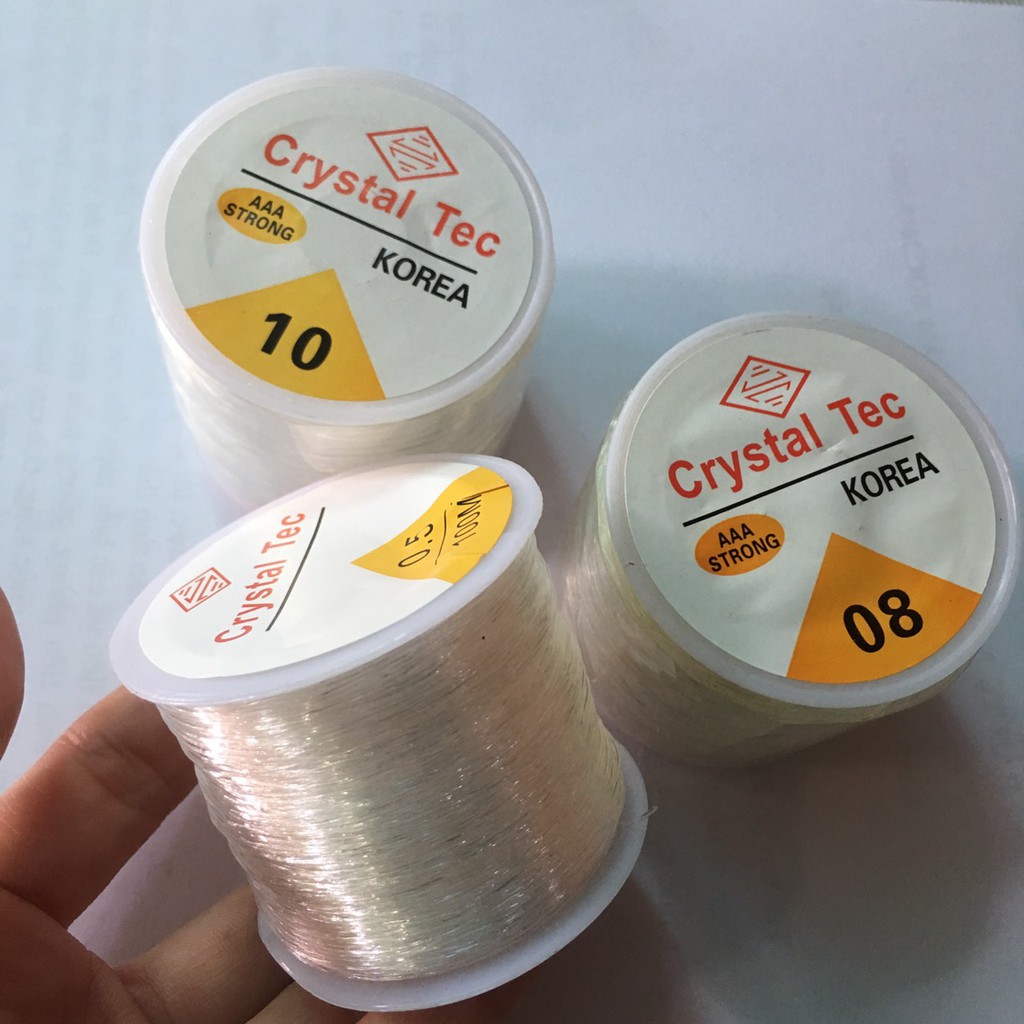 Crystal Tec
AAA
STRONG
KOREA
10
Crystal Tec
KOREA
AAA
STRONG
08
Crystal Tec
0.5
100M